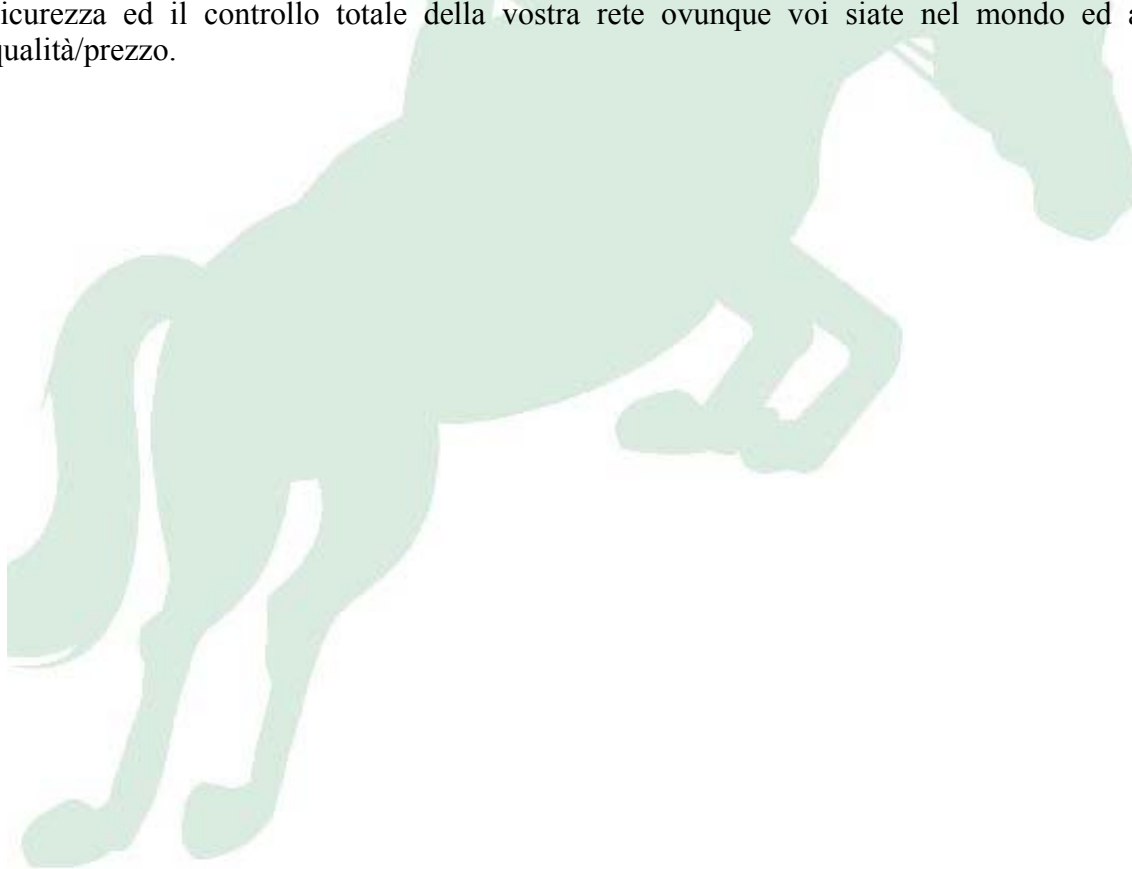 icurezza ed il controllo totale della vostra rete ovunque voi siate nel mondo ed a
qualità/prezzo.